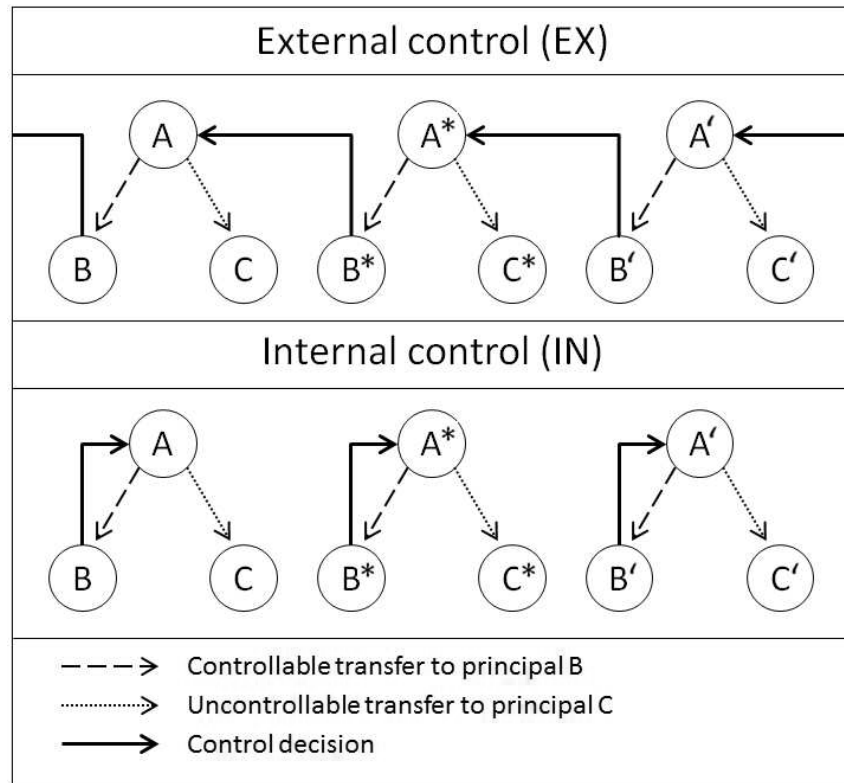 External control (EX)
A A* A‘
B C B* C* B‘ C‘
Internal control (IN)
A A* A‘
B C B* C* B‘ C‘
Controllable transfer to principal B
Uncontrollable transfer to principal C
Control decision